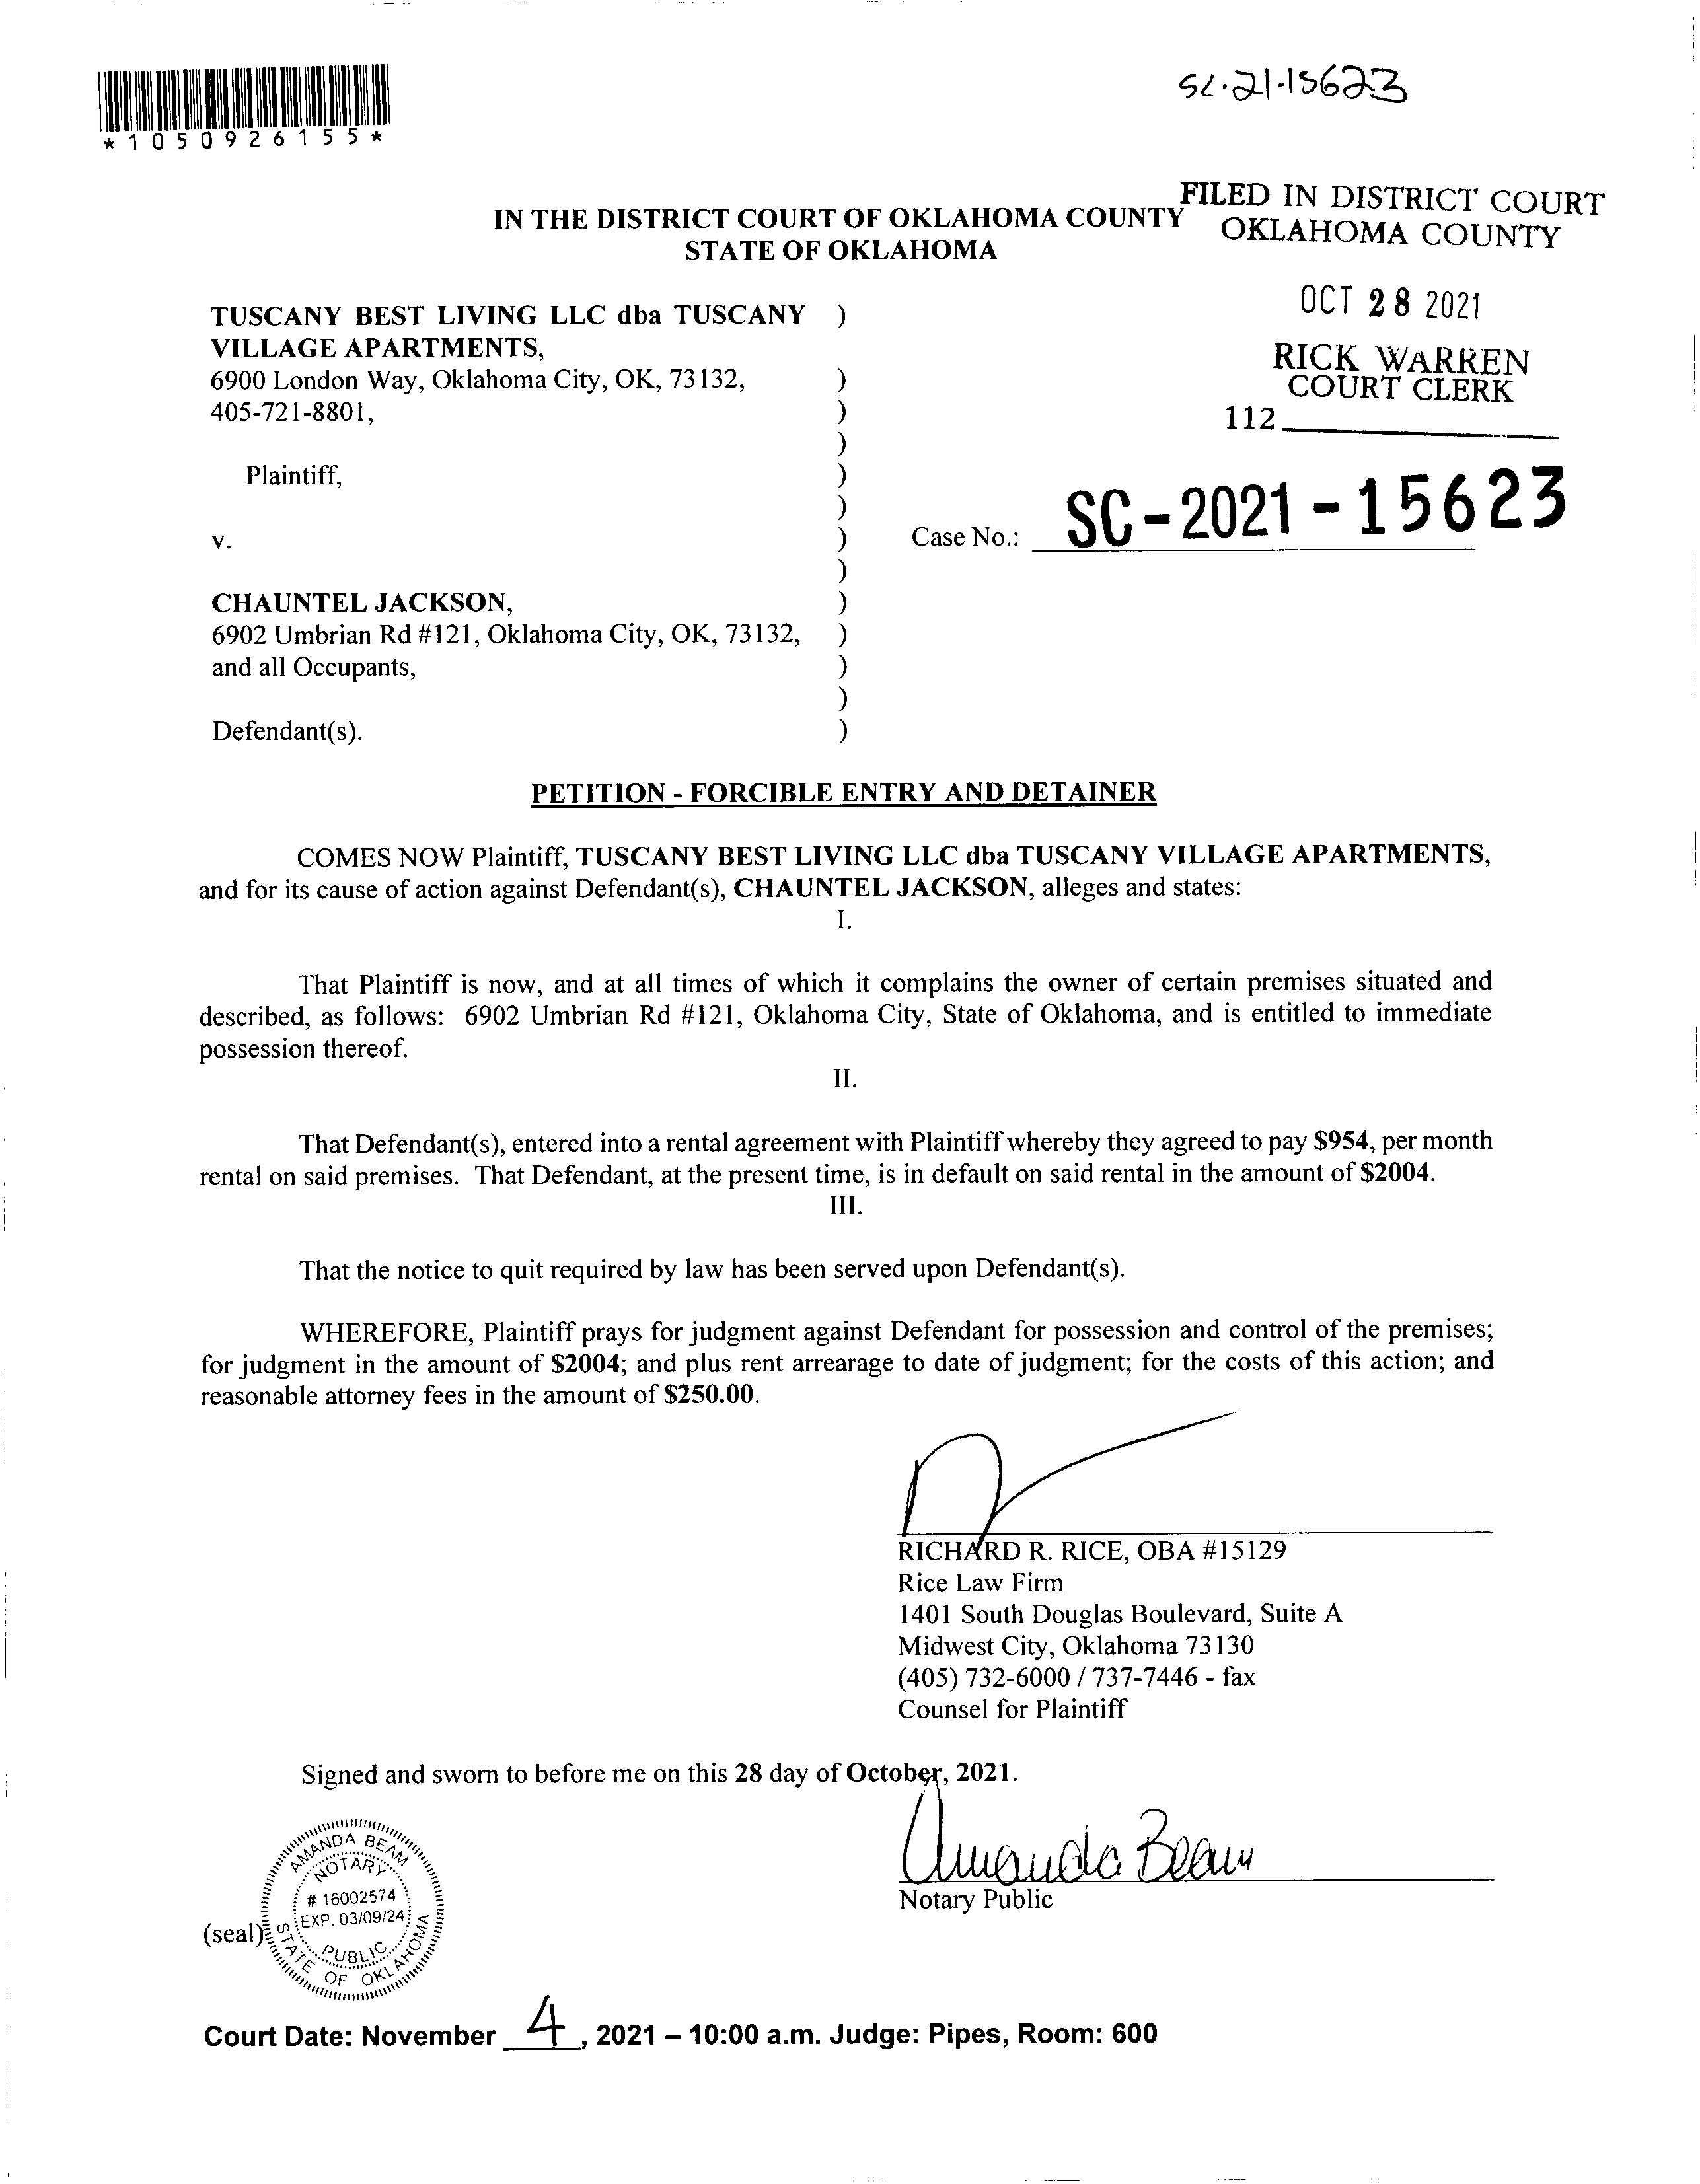 *1050926155*
SC-21-15623
IN THE DISTRICT COURT OF OKLAHOMA COUNTY
STATE OF OKLAHOMA
FILED IN DISTRICT COURT
OKLAHOMA COUNTY
OCT 28 2021
RICK WARREN
COURT CLERK
112
TUSCANY BEST LIVING LLC dba TUSCANY )
VILLAGE APARTMENTS,
6900 London Way, Oklahoma City, OK, 73132, )
405-721-8801, )
)
Plaintiff, )
)
v. ) Case No.: SC-2021-15623
)
CHAUNTEL JACKSON, )
6902 Umbrian Rd #121, Oklahoma City, OK, 73132, )
and all Occupants, )
)
Defendant(s). )
PETITION - FORCIBLE ENTRY AND DETAINER
COMES NOW Plaintiff, TUSCANY BEST LIVING LLC dba TUSCANY VILLAGE APARTMENTS,
and for its cause of action against Defendant(s), CHAUNTEL JACKSON, alleges and states:
I.
That Plaintiff is now, and at all times of which it complains the owner of certain premises situated and
described, as follows: 6902 Umbrian Rd #121, Oklahoma City, State of Oklahoma, and is entitled to immediate
possession thereof.
II.
That Defendant(s), entered into a rental agreement with Plaintiff whereby they agreed to pay $954, per month
rental on said premises. That Defendant, at the present time, is in default on said rental in the amount of $2004.
III.
That the notice to quit required by law has been served upon Defendant(s).
WHEREFORE, Plaintiff prays for judgment against Defendant for possession and control of the premises;
for judgment in the amount of $2004; and plus rent arrearage to date of judgment; for the costs of this action; and
reasonable attorney fees in the amount of $250.00.
RICHARD R. RICE, OBA #15129
Rice Law Firm
1401 South Douglas Boulevard, Suite A
Midwest City, Oklahoma 73130
(405) 732-6000 / 737-7446 - fax
Counsel for Plaintiff
Signed and sworn to before me on this 28 day of October, 2021.
Amanda Beam
Notary Public
(seal)
AMANDA BEAM
NOTARY
# 16002574
EXP. 03/09/24
PUBLIC
STATE OF OKLAHOMA
Court Date: November 4, 2021 – 10:00 a.m. Judge: Pipes, Room: 600